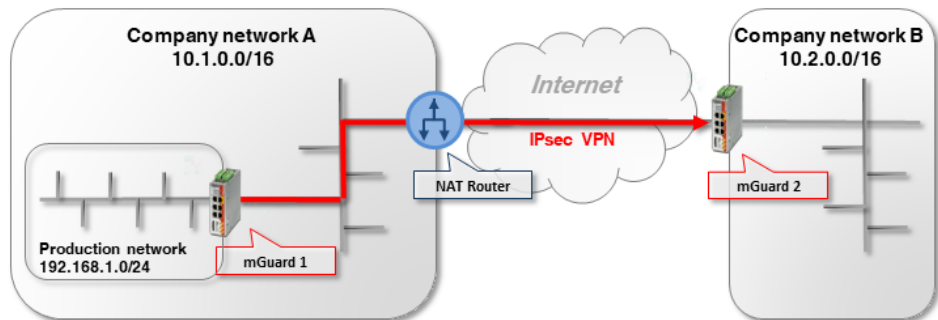 Company network A
10.1.0.0/16
Company network B
10.2.0.0/16
Internet
IPsec VPN
NAT Router
mGuard 2
Production network
192.168.1.0/24
mGuard 1